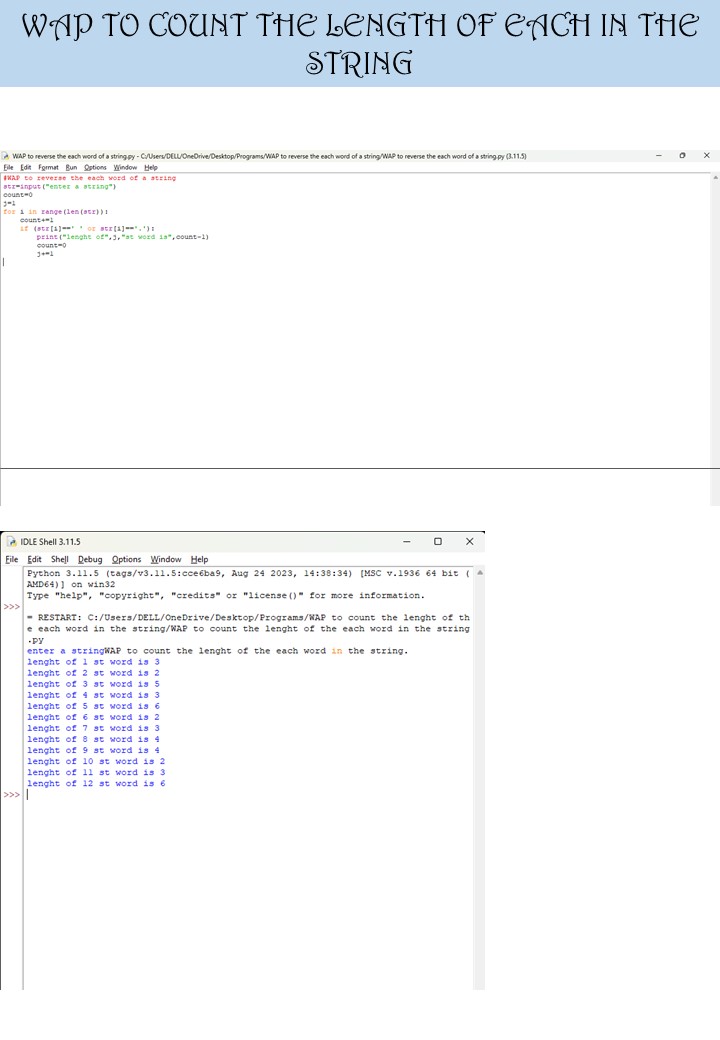 WAP TO COUNT THE LENGTH OF EACH IN THE
STRING
WAP to reverse the each word of a string.py - C:/Users/DELL/OneDrive/Desktop/Programs/WAP to reverse the each word of a string/WAP to reverse the each word of a string.py (3.11.5)
File Edit Format Run Options Window Help
#WAP to reverse the each word of a string
str=input("enter a string")
count=0
j=1
for i in range(len(str)):
    count+=1
    if (str[i]==' ' or str[i]=='.'):
        print("lenght of",j,"st word is",count-1)
        count=0
        j+=1
IDLE Shell 3.11.5
File Edit Shell Debug Options Window Help
Python 3.11.5 (tags/v3.11.5:cce6ba9, Aug 24 2023, 14:38:34) [MSC v.1936 64 bit (
AMD64)] on win32
Type "help", "copyright", "credits" or "license()" for more information.
>>>
= RESTART: C:/Users/DELL/OneDrive/Desktop/Programs/WAP to count the lenght of th
e each word in the string/WAP to count the lenght of the each word in the string
.py
enter a stringWAP to count the lenght of the each word in the string.
lenght of 1 st word is 3
lenght of 2 st word is 2
lenght of 3 st word is 5
lenght of 4 st word is 3
lenght of 5 st word is 6
lenght of 6 st word is 2
lenght of 7 st word is 3
lenght of 8 st word is 4
lenght of 9 st word is 4
lenght of 10 st word is 2
lenght of 11 st word is 3
lenght of 12 st word is 6
>>>